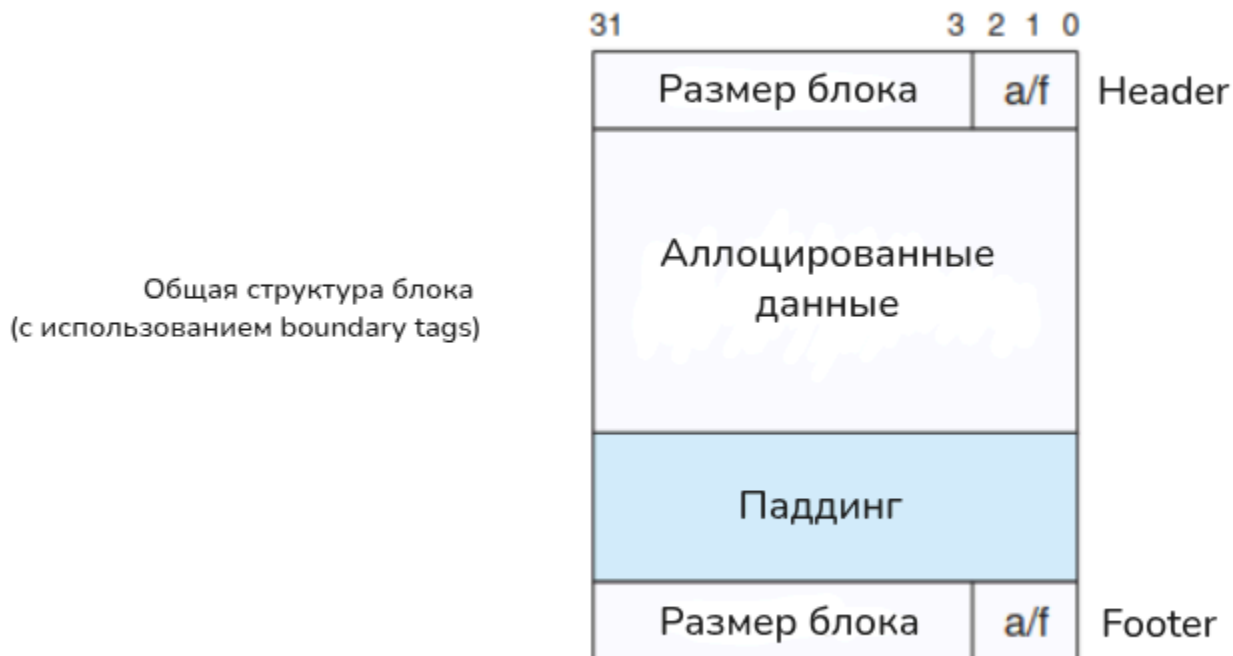 31 3 2 1 0
Размер блока a/f Header
Аллоцированные
данные
Общая структура блока
(с использованием boundary tags)
Паддинг
Размер блока a/f Footer